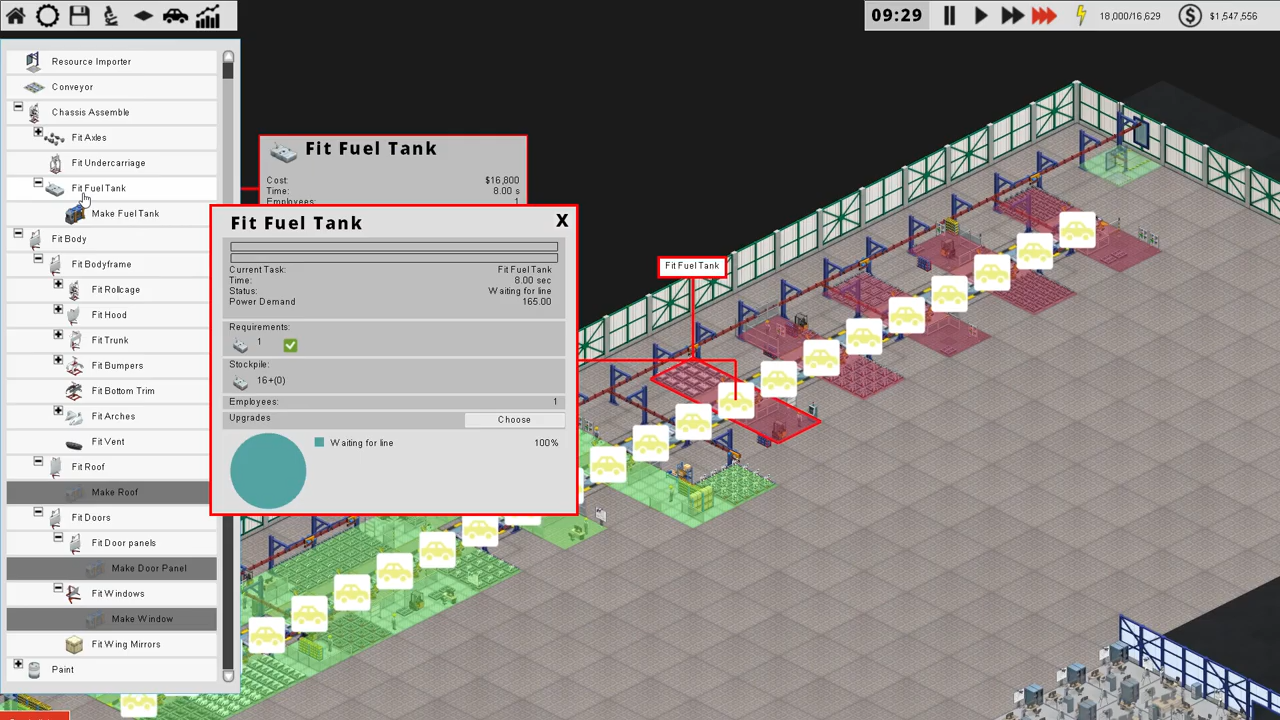 09:29
18,000/16,629
$1,547,556
Resource Importer
Conveyor
Chassis Assemble
Fit Axles
Fit Undercarriage
Fit Fuel Tank
Make Fuel Tank
Fit Body
Fit Bodyframe
Fit Rollcage
Fit Hood
Fit Trunk
Fit Bumpers
Fit Bottom Trim
Fit Arches
Fit Vent
Fit Roof
Make Roof
Fit Doors
Fit Door panels
Make Door Panel
Fit Windows
Make Window
Fit Wing Mirrors
Paint
Fit Fuel Tank
Cost: $16,800
Time: 8.00 s
Employees: 1
Fit Fuel Tank X
Current Task: Fit Fuel Tank
Time: 8.00 sec
Status: Waiting for line
Power Demand 165.00
Requirements:
1
Stockpile:
16+(0)
Employees: 1
Upgrades Choose
Waiting for line 100%
Fit Fuel Tank